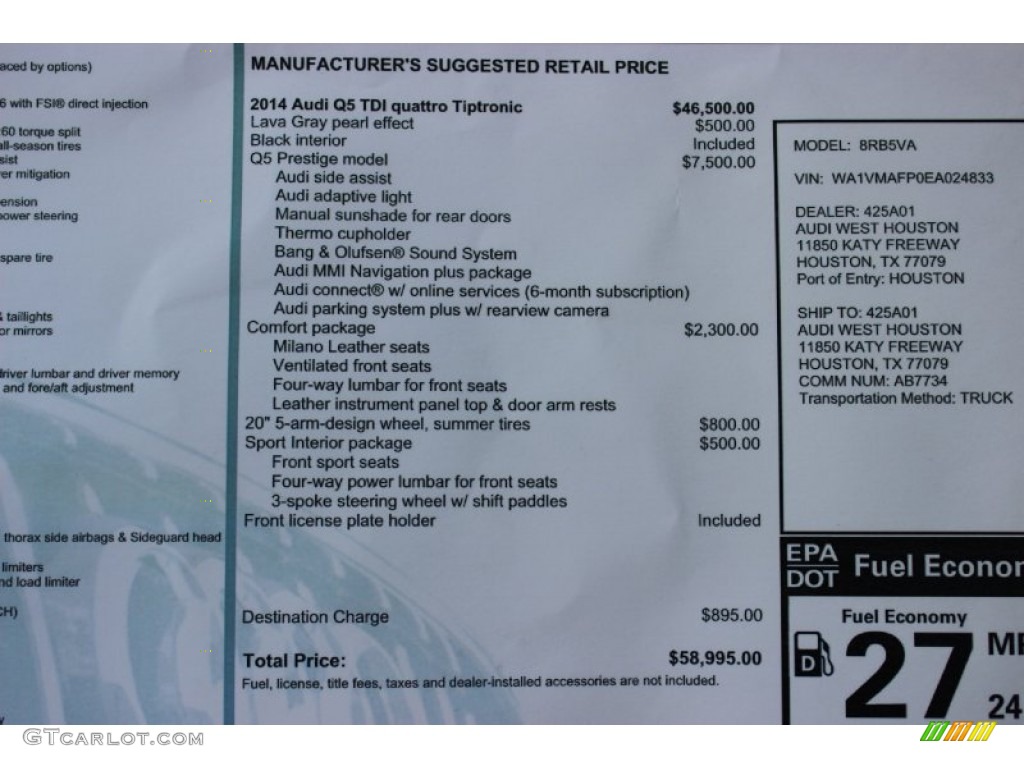 aced by options)
6 with FSI® direct injection
60 torque split
all-season tires
sist
er mitigation
ension
power steering
spare tire
& taillights
or mirrors
driver lumbar and driver memory
and fore/aft adjustment
thorax side airbags & Sideguard head
limiters
nd load limiter
CH)
MANUFACTURER'S SUGGESTED RETAIL PRICE
2014 Audi Q5 TDI quattro Tiptronic $46,500.00
Lava Gray pearl effect $500.00
Black interior Included
Q5 Prestige model $7,500.00
Audi side assist
Audi adaptive light
Manual sunshade for rear doors
Thermo cupholder
Bang & Olufsen® Sound System
Audi MMI Navigation plus package
Audi connect® w/ online services (6-month subscription)
Audi parking system plus w/ rearview camera
Comfort package $2,300.00
Milano Leather seats
Ventilated front seats
Four-way lumbar for front seats
Leather instrument panel top & door arm rests
20" 5-arm-design wheel, summer tires $800.00
Sport Interior package $500.00
Front sport seats
Four-way power lumbar for front seats
3-spoke steering wheel w/ shift paddles
Front license plate holder Included
Destination Charge $895.00
Total Price: $58,995.00
Fuel, license, title fees, taxes and dealer-installed accessories are not included.
MODEL: 8RB5VA
VIN: WA1VMAFP0EA024833
DEALER: 425A01
AUDI WEST HOUSTON
11850 KATY FREEWAY
HOUSTON, TX 77079
Port of Entry: HOUSTON
SHIP TO: 425A01
AUDI WEST HOUSTON
11850 KATY FREEWAY
HOUSTON, TX 77079
COMM NUM: AB7734
Transportation Method: TRUCK
EPA
DOT Fuel Econom
Fuel Economy
D 27 MP
24
GTCARLOT.COM